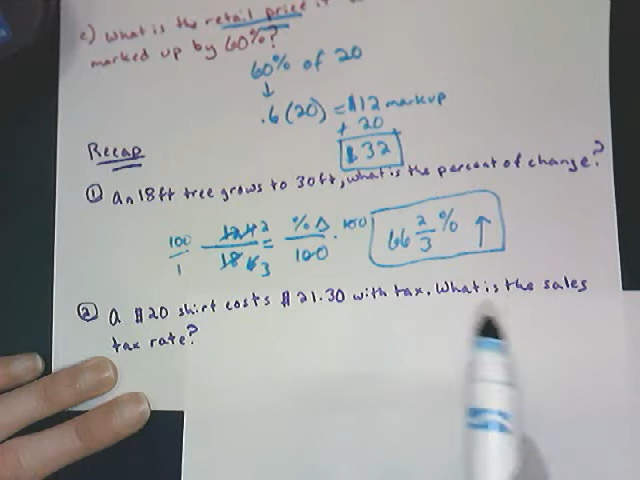 c) What is the retail price
marked up by 60%?
60% of 20
↓
.6(20) = $12 markup
+ 20
$32
Recap
① An 18ft tree grows to 30ft, what is the percent of change?
100/1 12/18 2/3 = %Δ/100 · 100 66 2/3 % ↑
② A $20 shirt costs $21.30 with tax. What is the sales
tax rate?